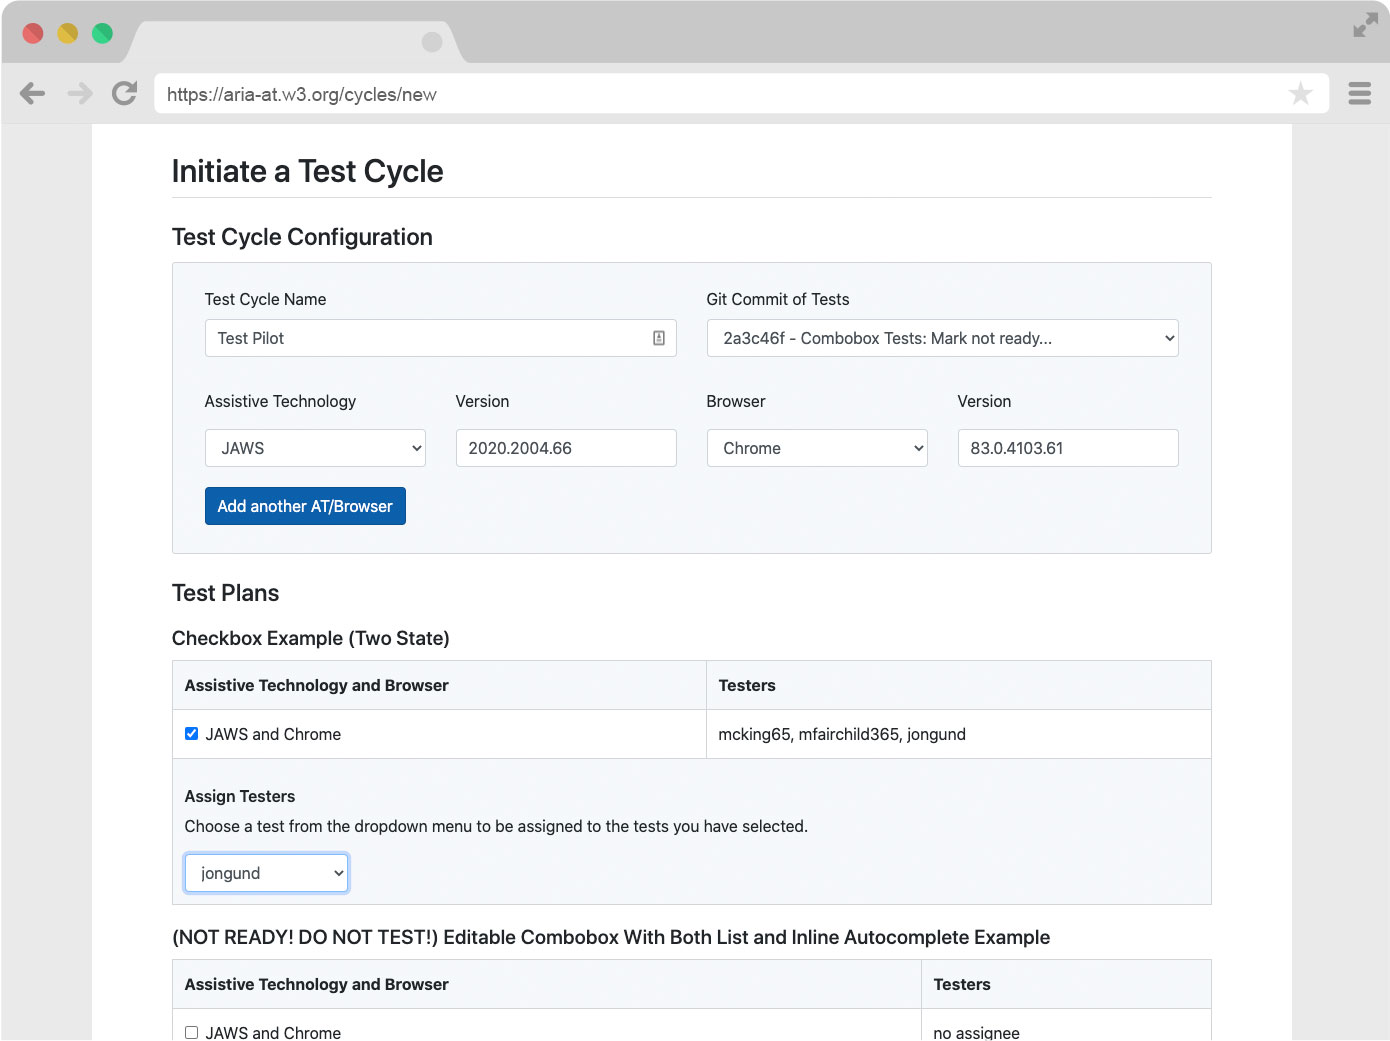 https://aria-at.w3.org/cycles/new
Initiate a Test Cycle
Test Cycle Configuration
Test Cycle Name
Git Commit of Tests
Test Pilot
2a3c46f - Combobox Tests: Mark not ready...
Assistive Technology
Version
Browser
Version
JAWS
2020.2004.66
Chrome
83.0.4103.61
Add another AT/Browser
Test Plans
Checkbox Example (Two State)
Assistive Technology and Browser
Testers
JAWS and Chrome
mcking65, mfairchild365, jongund
Assign Testers
Choose a test from the dropdown menu to be assigned to the tests you have selected.
jongund
(NOT READY! DO NOT TEST!) Editable Combobox With Both List and Inline Autocomplete Example
Assistive Technology and Browser
Testers
JAWS and Chrome
no assignee